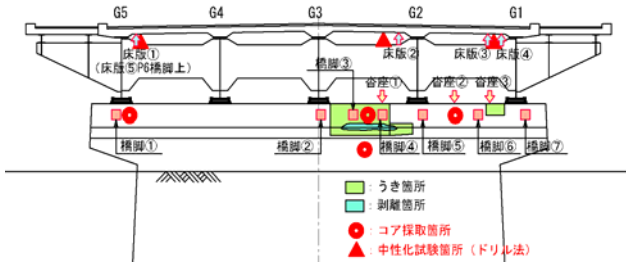 G5 G4 G3 G2 G1
床版① 床版② 床版③ 床版④
(床版⑤P6橋脚上)
橋脚③ 沓座① 沓座② 沓座③
橋脚① 橋脚② 橋脚④ 橋脚⑤ 橋脚⑥ 橋脚⑦
：うき箇所
：剥離箇所
：コア採取箇所
：中性化試験箇所（ドリル法）